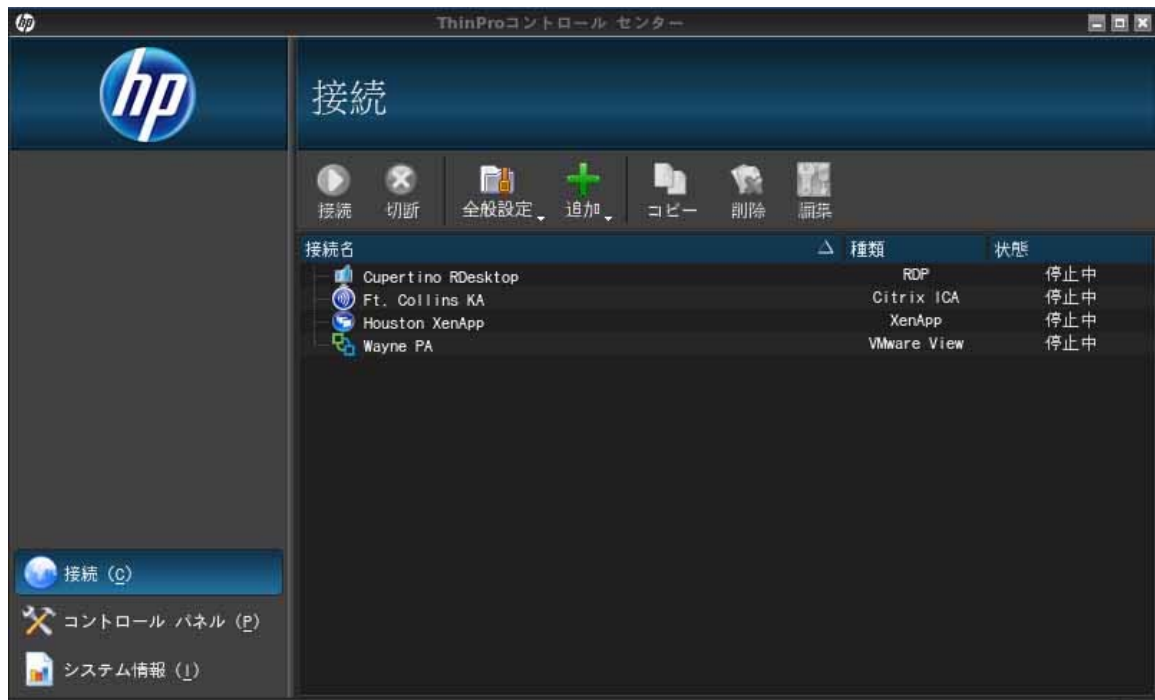 hp
ThinProコントロール センター
hp
接続
接続 切断 全般設定 追加 コピー 削除 編集
接続名 種類 状態
Cupertino RDesktop RDP 停止中
Ft. Collins KA Citrix ICA 停止中
Houston XenApp XenApp 停止中
Wayne PA VMware View 停止中
接続 (C)
コントロール パネル (P)
システム情報 (I)